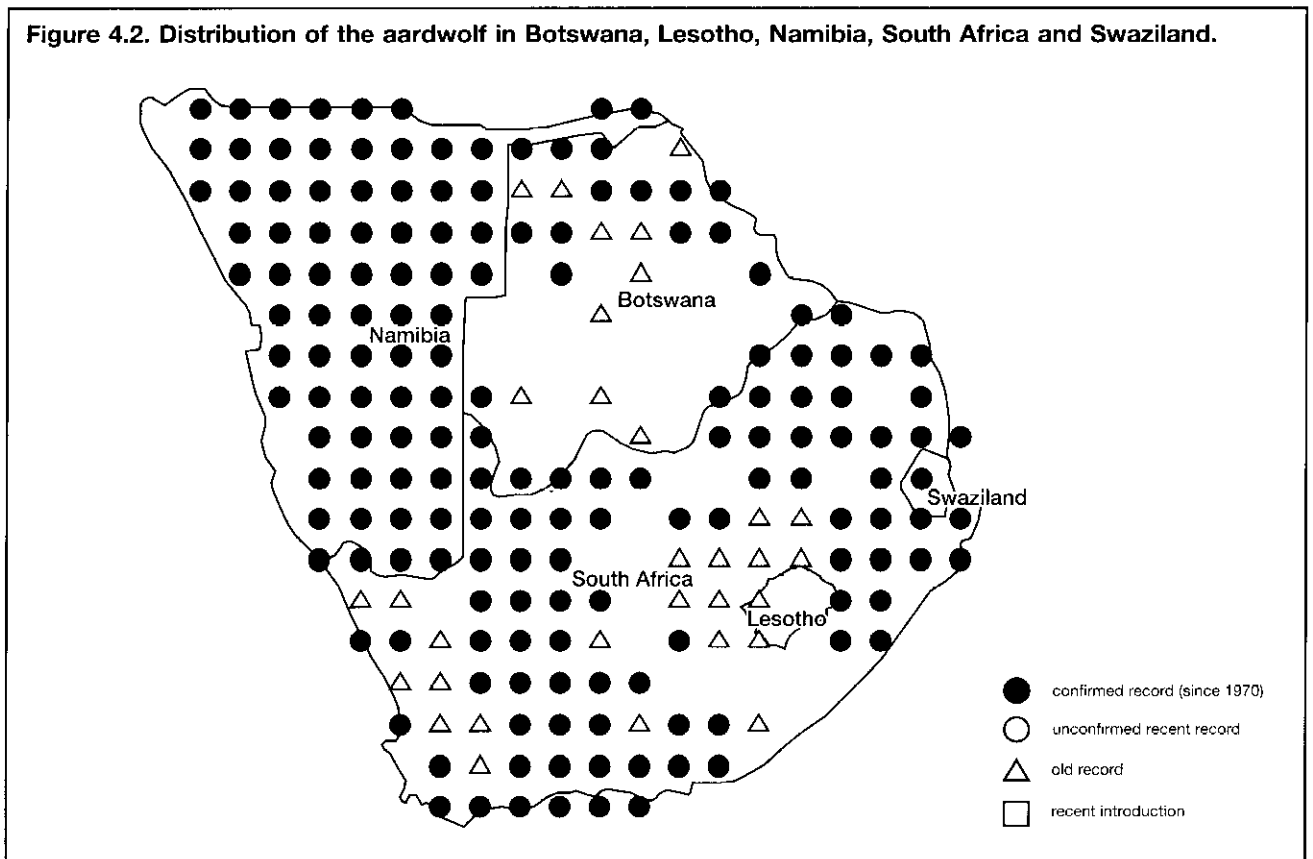 Figure 4.2. Distribution of the aardwolf in Botswana, Lesotho, Namibia, South Africa and Swaziland.
Botswana
Namibia
Swaziland
South Africa
Lesotho
confirmed record (since 1970)
unconfirmed recent record
old record
recent introduction